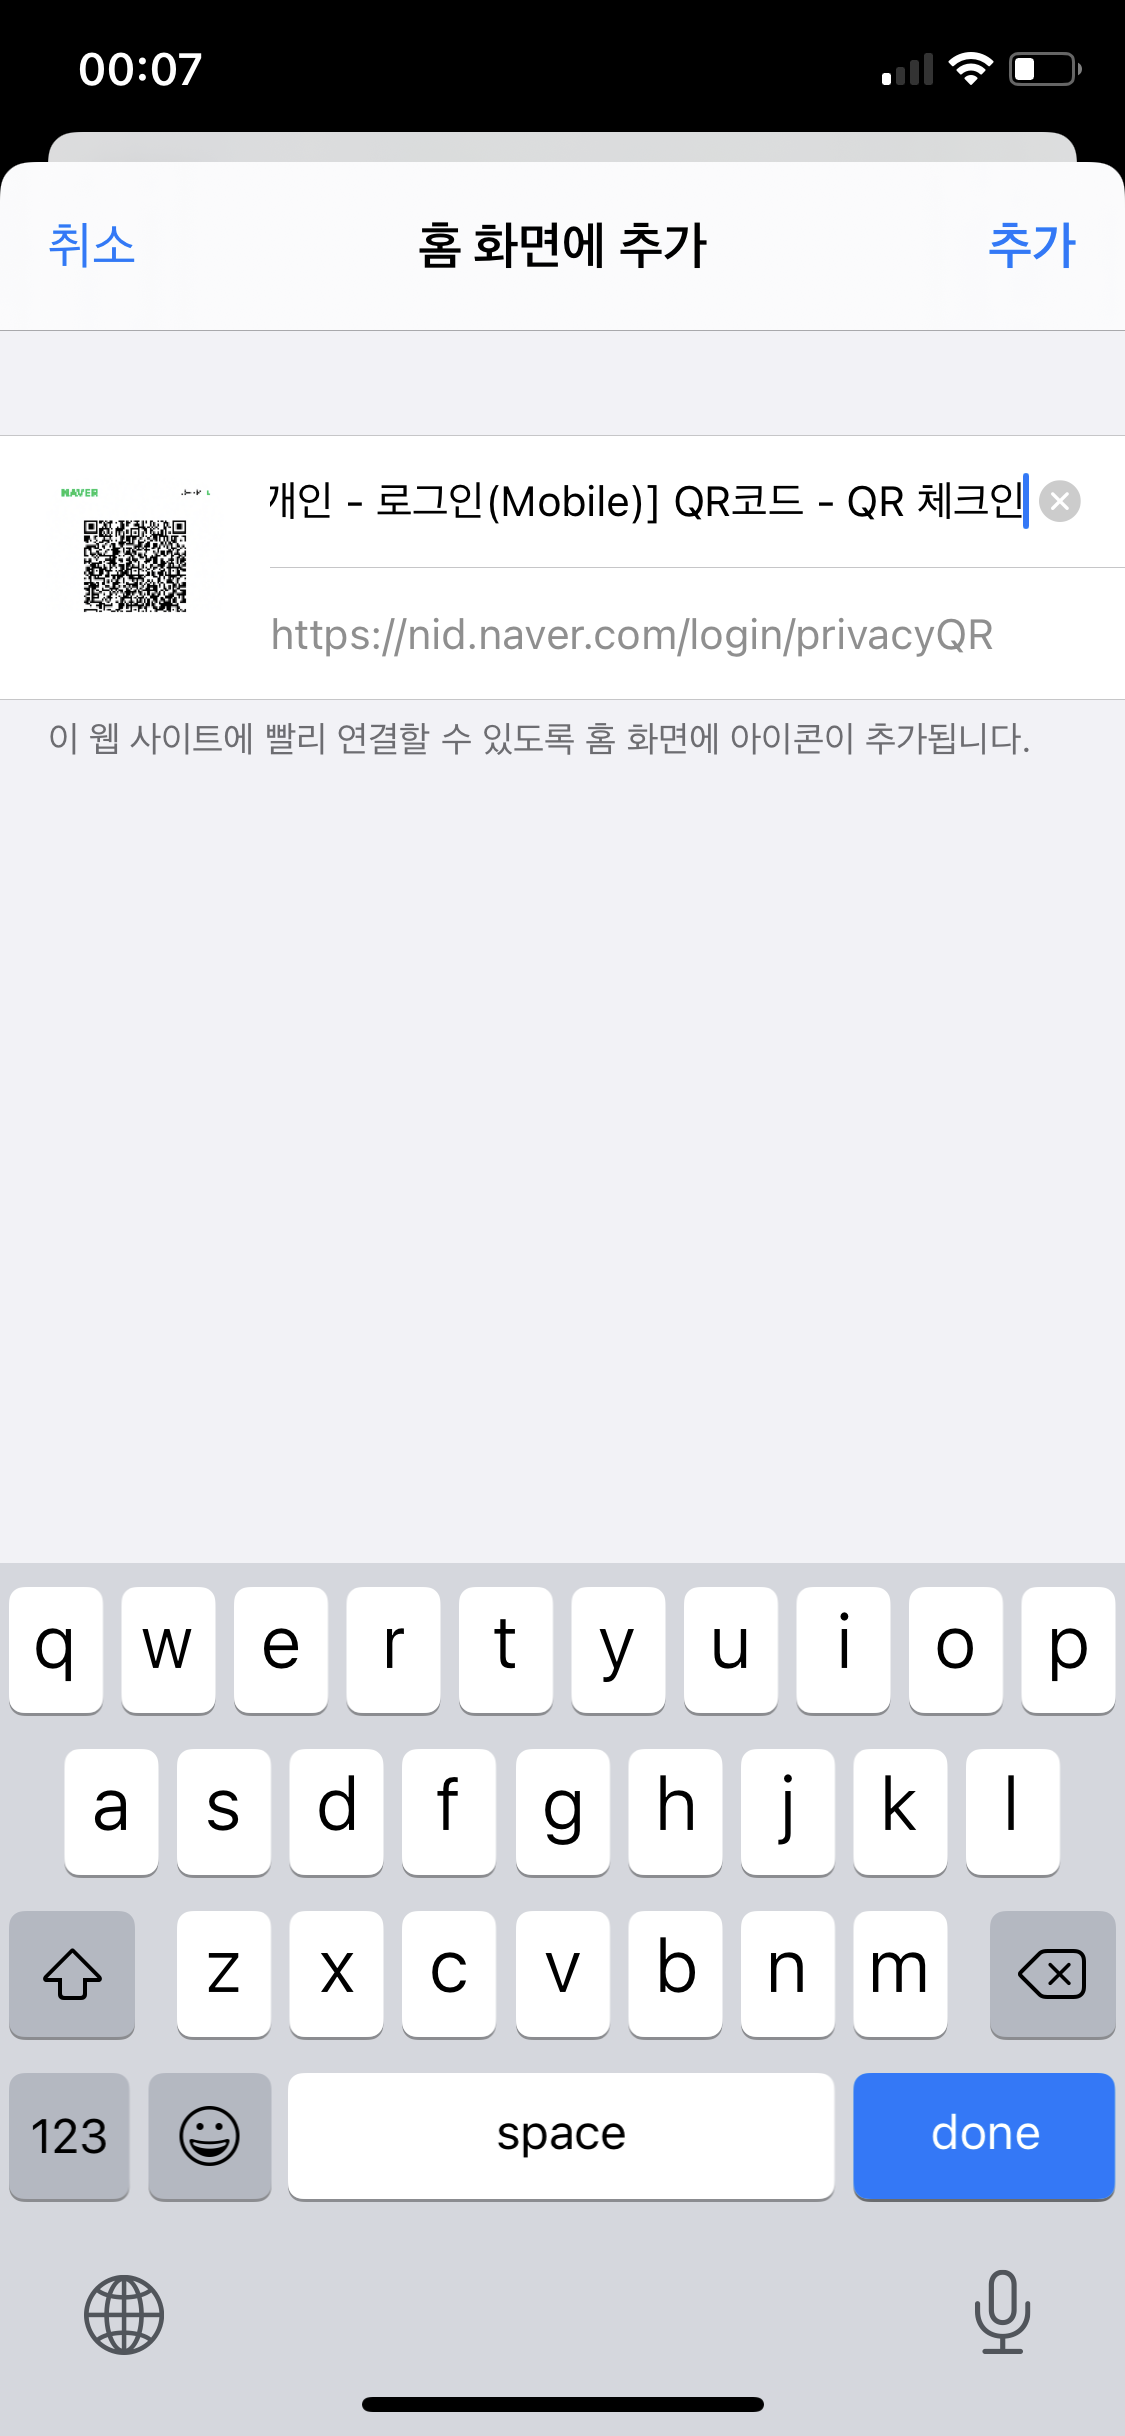 00:07
취소
홈 화면에 추가
추가
NAVER
개인 - 로그인(Mobile)] QR코드 - QR 체크인
https://nid.naver.com/login/privacyQR
이 웹 사이트에 빨리 연결할 수 있도록 홈 화면에 아이콘이 추가됩니다.
q w e r t y u i o p
a s d f g h j k l
z x c v b n m
123 space done